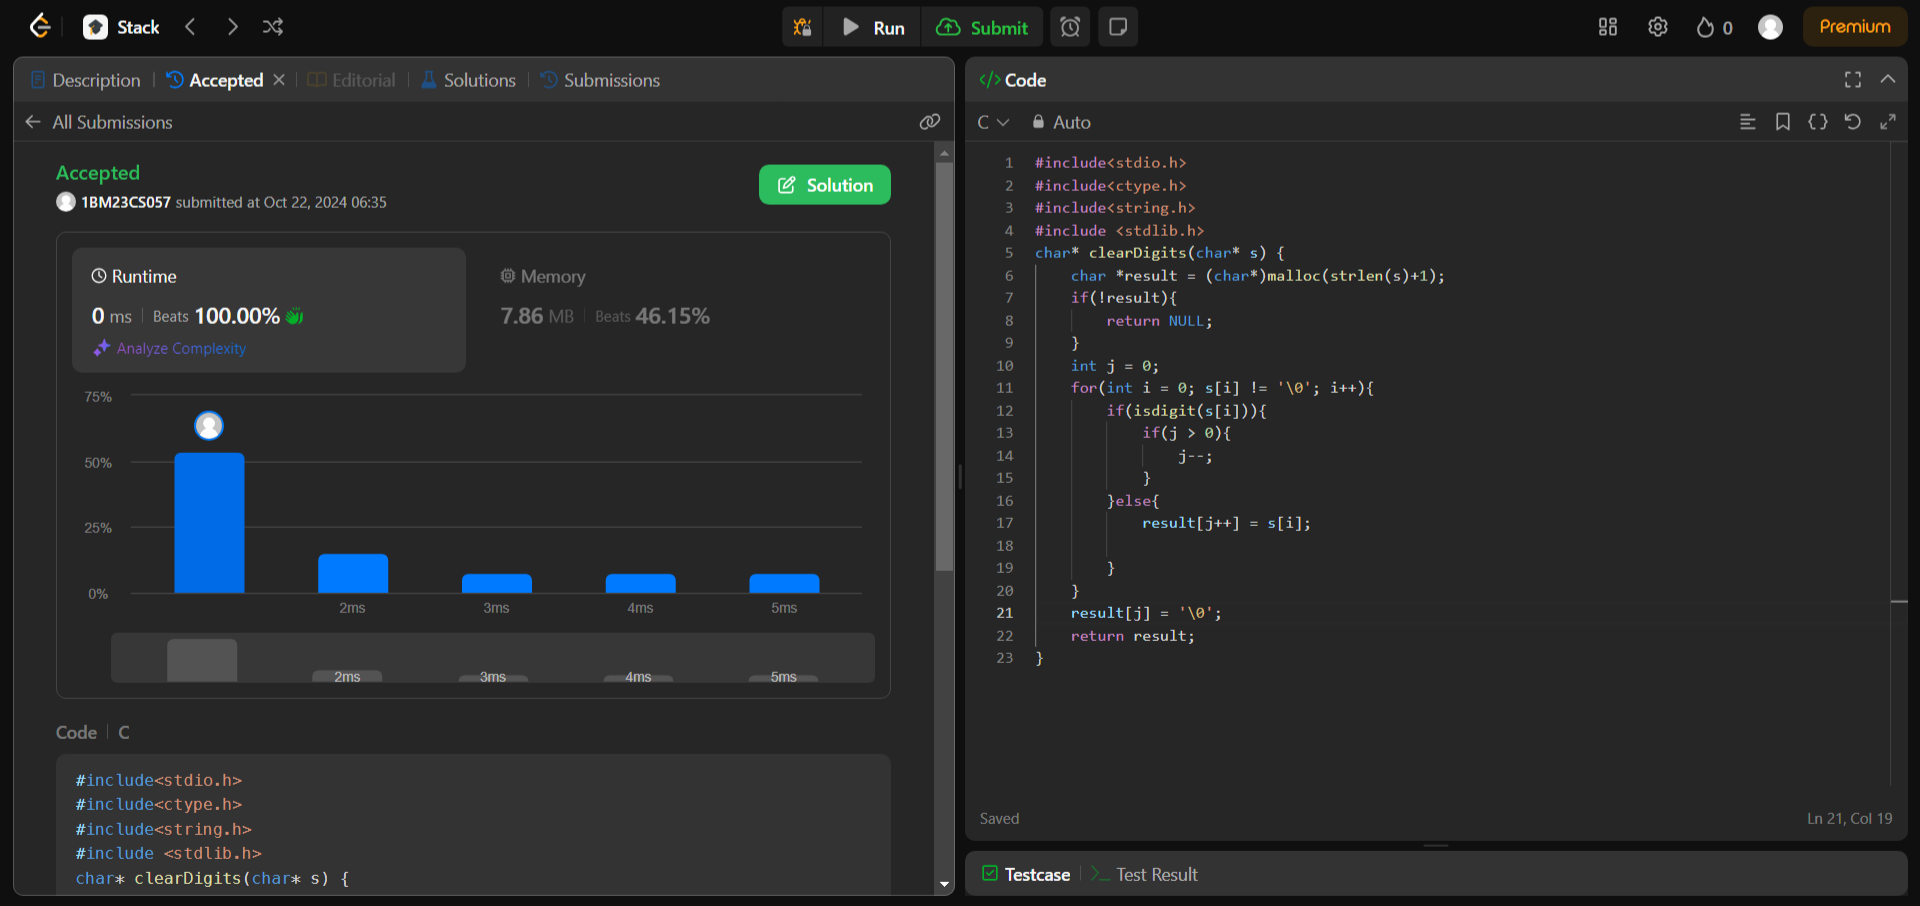 Stack
Run
Submit
0
Premium
Description
Accepted
Editorial
Solutions
Submissions
All Submissions
Accepted
1BM23CS057 submitted at Oct 22, 2024 06:35
Solution
Runtime
0 ms | Beats 100.00%
Analyze Complexity
Memory
7.86 MB | Beats 46.15%
75%
50%
25%
0%
2ms 3ms 4ms 5ms
2ms 3ms 4ms 5ms
Code | C
#include<stdio.h>
#include<ctype.h>
#include<string.h>
#include <stdlib.h>
char* clearDigits(char* s) {
</> Code
C
Auto
1 #include<stdio.h>
2 #include<ctype.h>
3 #include<string.h>
4 #include <stdlib.h>
5 char* clearDigits(char* s) {
6 char *result = (char*)malloc(strlen(s)+1);
7 if(!result){
8 return NULL;
9 }
10 int j = 0;
11 for(int i = 0; s[i] != '\0'; i++){
12 if(isdigit(s[i])){
13 if(j > 0){
14 j--;
15 }
16 }else{
17 result[j++] = s[i];
18
19 }
20 }
21 result[j] = '\0';
22 return result;
23 }
Saved
Ln 21, Col 19
Testcase
Test Result